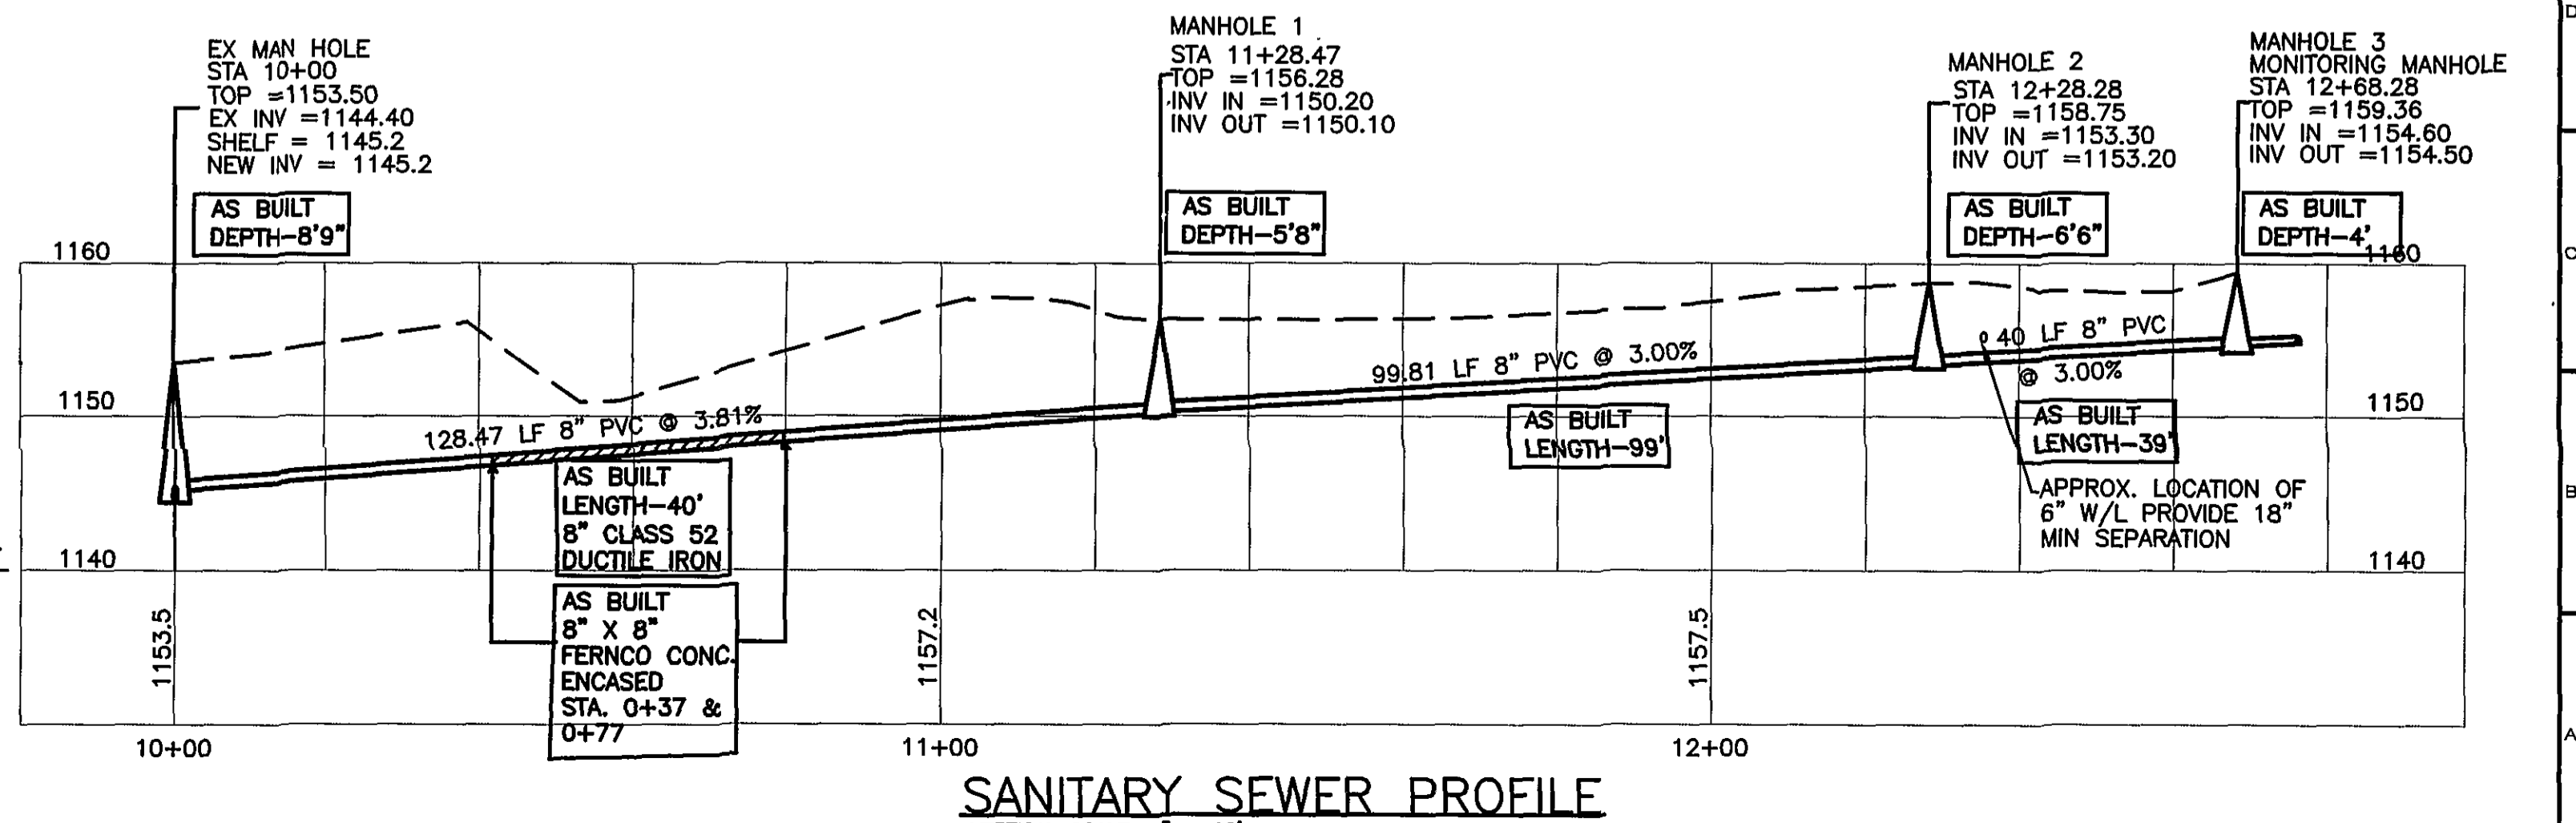 EX MAN HOLE
STA 10+00
TOP =1153.50
EX INV =1144.40
SHELF = 1145.2
NEW INV = 1145.2
AS BUILT
DEPTH-8'9"
MANHOLE 1
STA 11+28.47
TOP =1156.28
INV IN =1150.20
INV OUT =1150.10
AS BUILT
DEPTH-5'8"
MANHOLE 2
STA 12+28.28
TOP =1158.75
INV IN =1153.30
INV OUT =1153.20
AS BUILT
DEPTH-6'6"
MANHOLE 3
MONITORING MANHOLE
STA 12+68.28
TOP =1159.36
INV IN =1154.60
INV OUT =1154.50
AS BUILT
DEPTH-4'
1160
1160
1150
1150
1140
1140
128.47 LF 8" PVC @ 3.81%
99.81 LF 8" PVC @ 3.00%
40 LF 8" PVC
@ 3.00%
AS BUILT
LENGTH-40'
8" CLASS 52
DUCTILE IRON
AS BUILT
8" X 8"
FERNCO CONC.
ENCASED
STA. 0+37 &
0+77
AS BUILT
LENGTH-99'
AS BUILT
LENGTH-39'
APPROX. LOCATION OF
6" W/L PROVIDE 18"
MIN SEPARATION
1153.5
1157.2
1157.5
10+00
11+00
12+00
SANITARY SEWER PROFILE
D
C
B
A